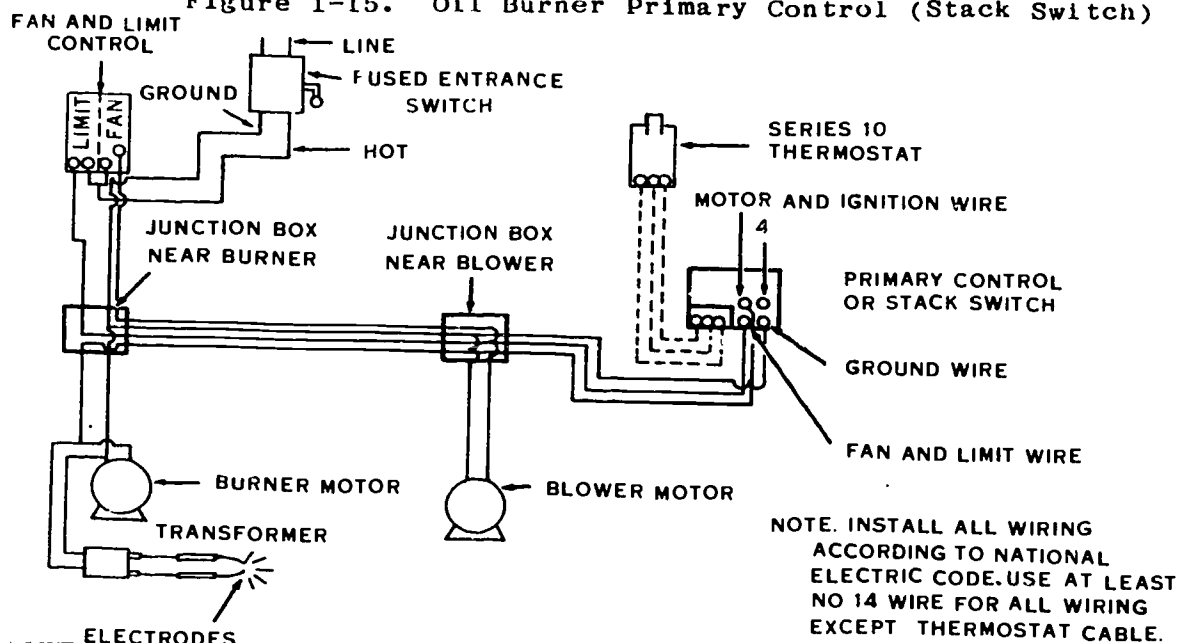 Figure 1-15. Oil Burner Primary Control (Stack Switch)
FAN AND LIMIT
CONTROL
LINE
FUSED ENTRANCE
SWITCH
GROUND
LIMIT
FAN
HOT
SERIES 10
THERMOSTAT
MOTOR AND IGNITION WIRE
4
JUNCTION BOX
NEAR BURNER
JUNCTION BOX
NEAR BLOWER
PRIMARY CONTROL
OR STACK SWITCH
GROUND WIRE
FAN AND LIMIT WIRE
BURNER MOTOR
BLOWER MOTOR
TRANSFORMER
NOTE. INSTALL ALL WIRING
ACCORDING TO NATIONAL
ELECTRIC CODE. USE AT LEAST
NO 14 WIRE FOR ALL WIRING
EXCEPT THERMOSTAT CABLE.
ELECTRODES